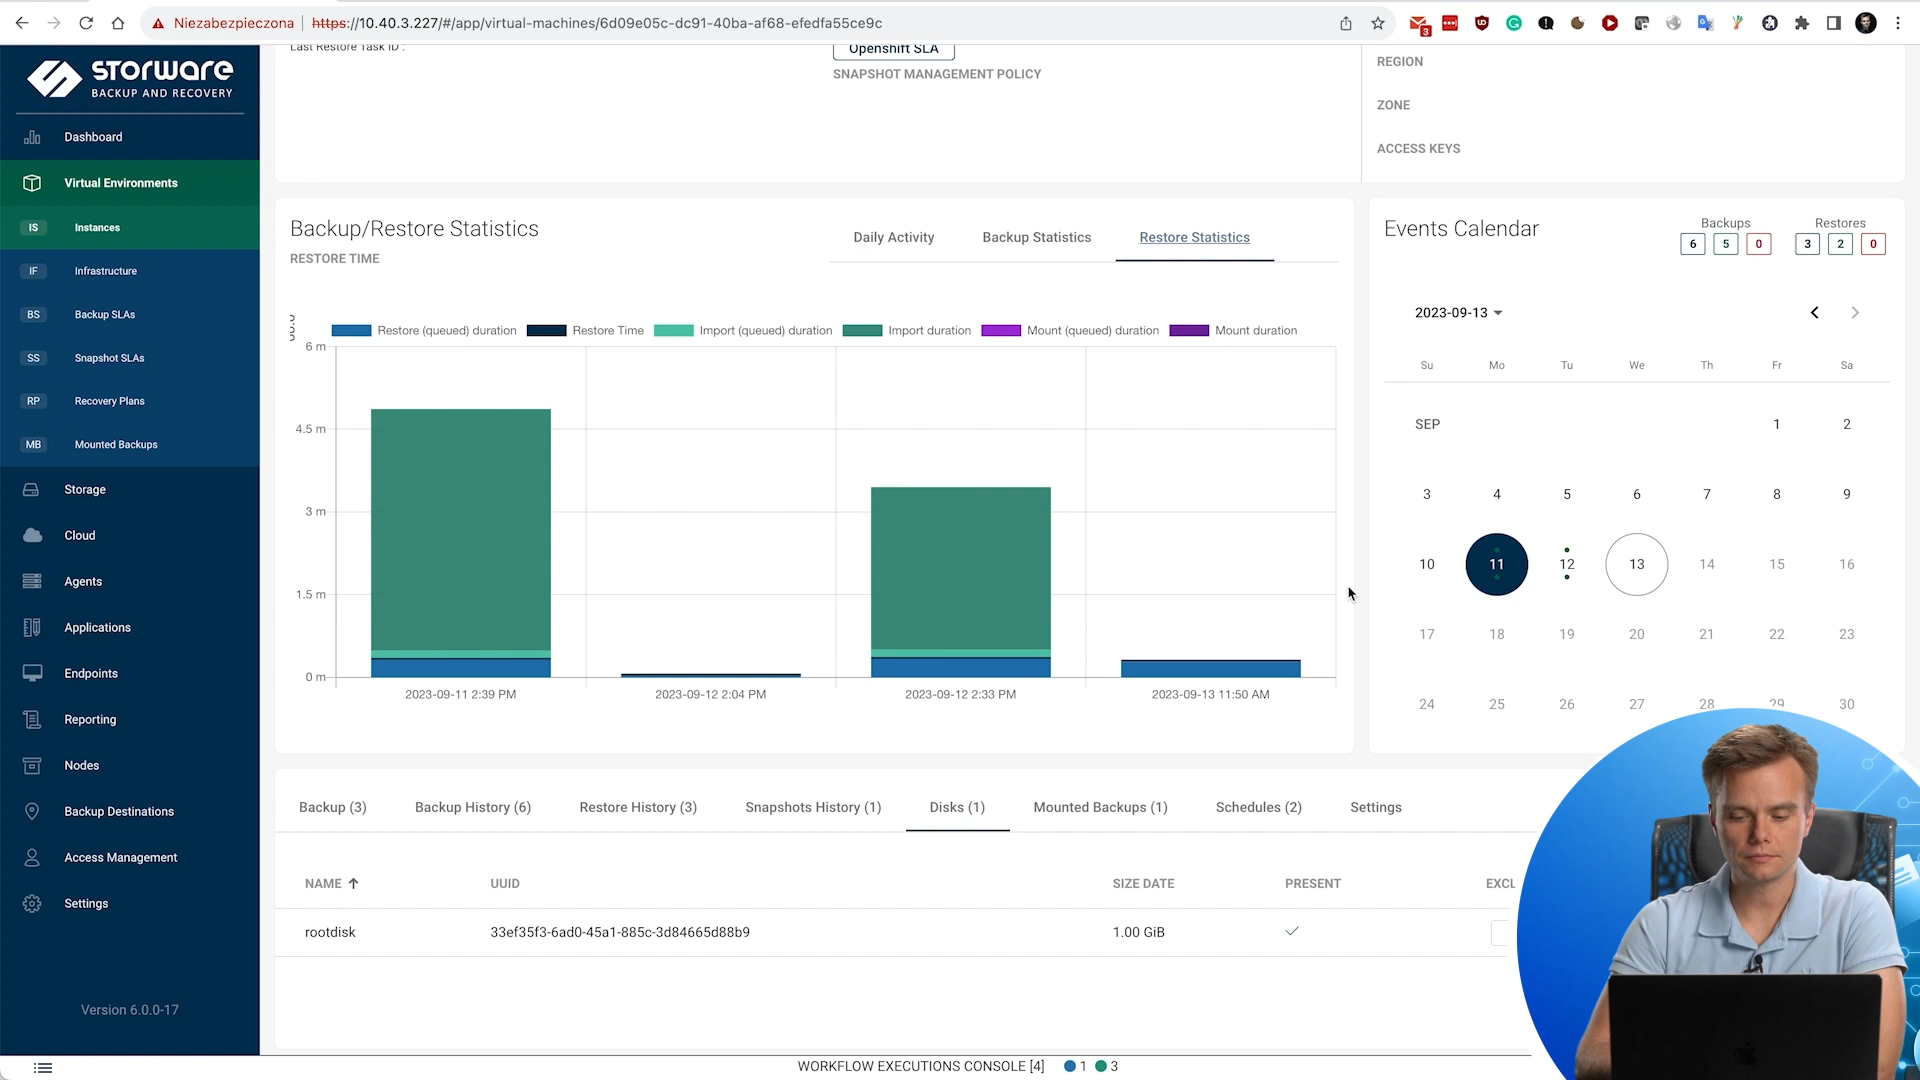 Niezabezpieczona
https://10.40.3.227/#/app/virtual-machines/6d09e05c-dc91-40ba-af68-efedfa55ce9c
3
STORWARE
BACKUP AND RECOVERY
Dashboard
Virtual Environments
IS Instances
IF Infrastructure
BS Backup SLAs
SS Snapshot SLAs
RP Recovery Plans
MB Mounted Backups
Storage
Cloud
Agents
Applications
Endpoints
Reporting
Nodes
Backup Destinations
Access Management
Settings
Version 6.0.0-17
Last Restore Task ID :
Openshift SLA
SNAPSHOT MANAGEMENT POLICY
REGION
ZONE
ACCESS KEYS
Backup/Restore Statistics
RESTORE TIME
Daily Activity Backup Statistics Restore Statistics
Restore (queued) duration Restore Time Import (queued) duration Import duration Mount (queued) duration Mount duration
6 m
4.5 m
3 m
1.5 m
0 m
2023-09-11 2:39 PM 2023-09-12 2:04 PM 2023-09-12 2:33 PM 2023-09-13 11:50 AM
Events Calendar
Backups
6 5 0
Restores
3 2 0
2023-09-13
Su Mo Tu We Th Fr Sa
SEP 1 2
3 4 5 6 7 8 9
10 11 12 13 14 15 16
17 18 19 20 21 22 23
24 25 26 27 28 29 30
Backup (3) Backup History (6) Restore History (3) Snapshots History (1) Disks (1) Mounted Backups (1) Schedules (2) Settings
NAME UUID SIZE DATE PRESENT EXCL
rootdisk 33ef35f3-6ad0-45a1-885c-3d84665d88b9 1.00 GiB
WORKFLOW EXECUTIONS CONSOLE [4] 1 3